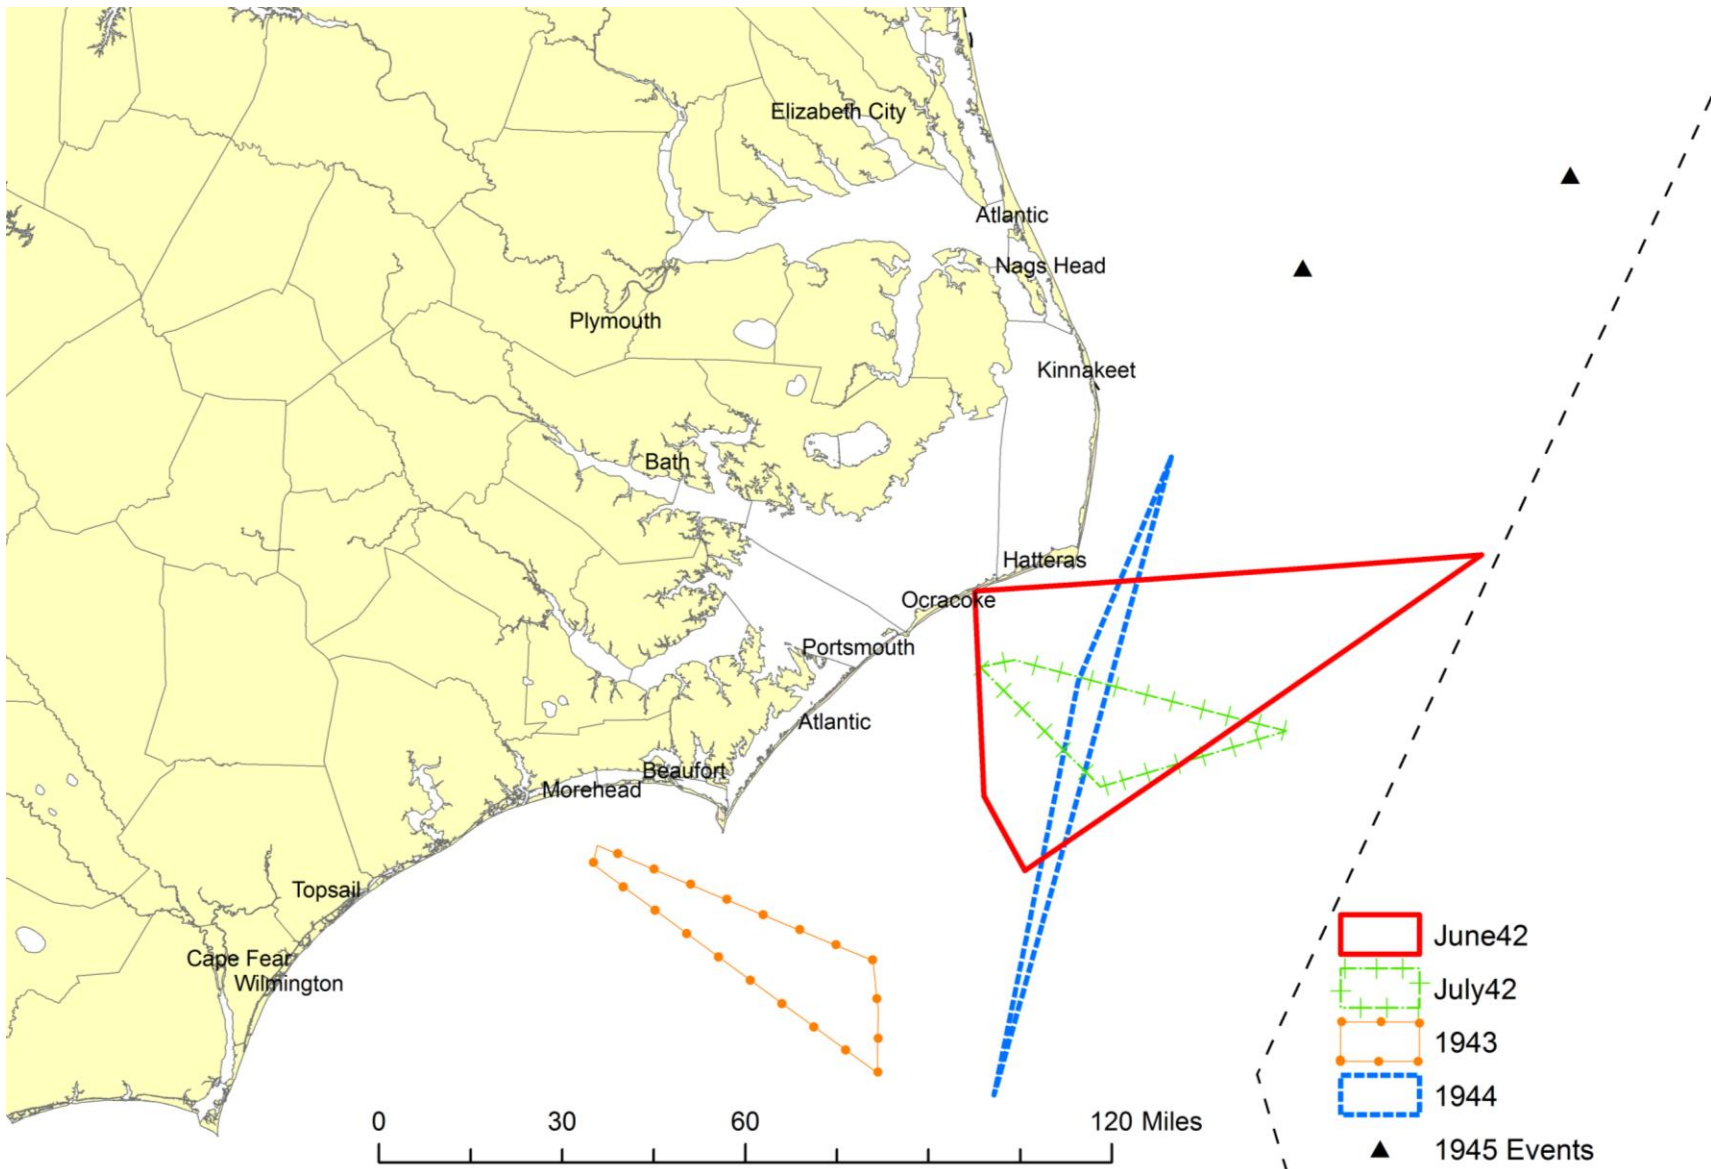 Elizabeth City
Atlantic
Nags Head
Plymouth
Kinnakeet
Bath
Hatteras
Ocracoke
Portsmouth
Atlantic
Beaufort
Morehead
Topsail
Cape Fear
Wilmington
June42
July42
1943
1944
1945 Events
0 30 60 120 Miles